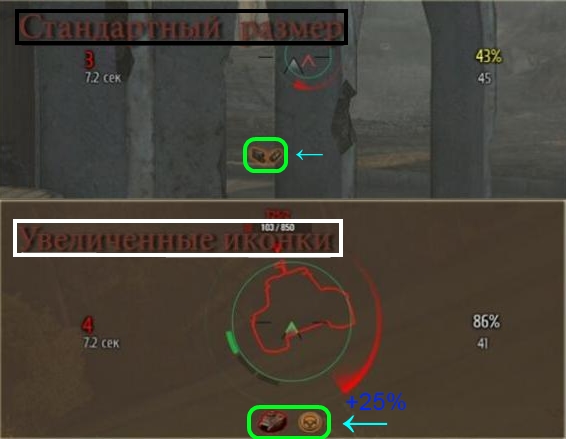 Стандартный размер
3
7.2 сек
43%
45
Увеличенные иконки
103 / 850
4
7.2 сек
86%
41
+25%